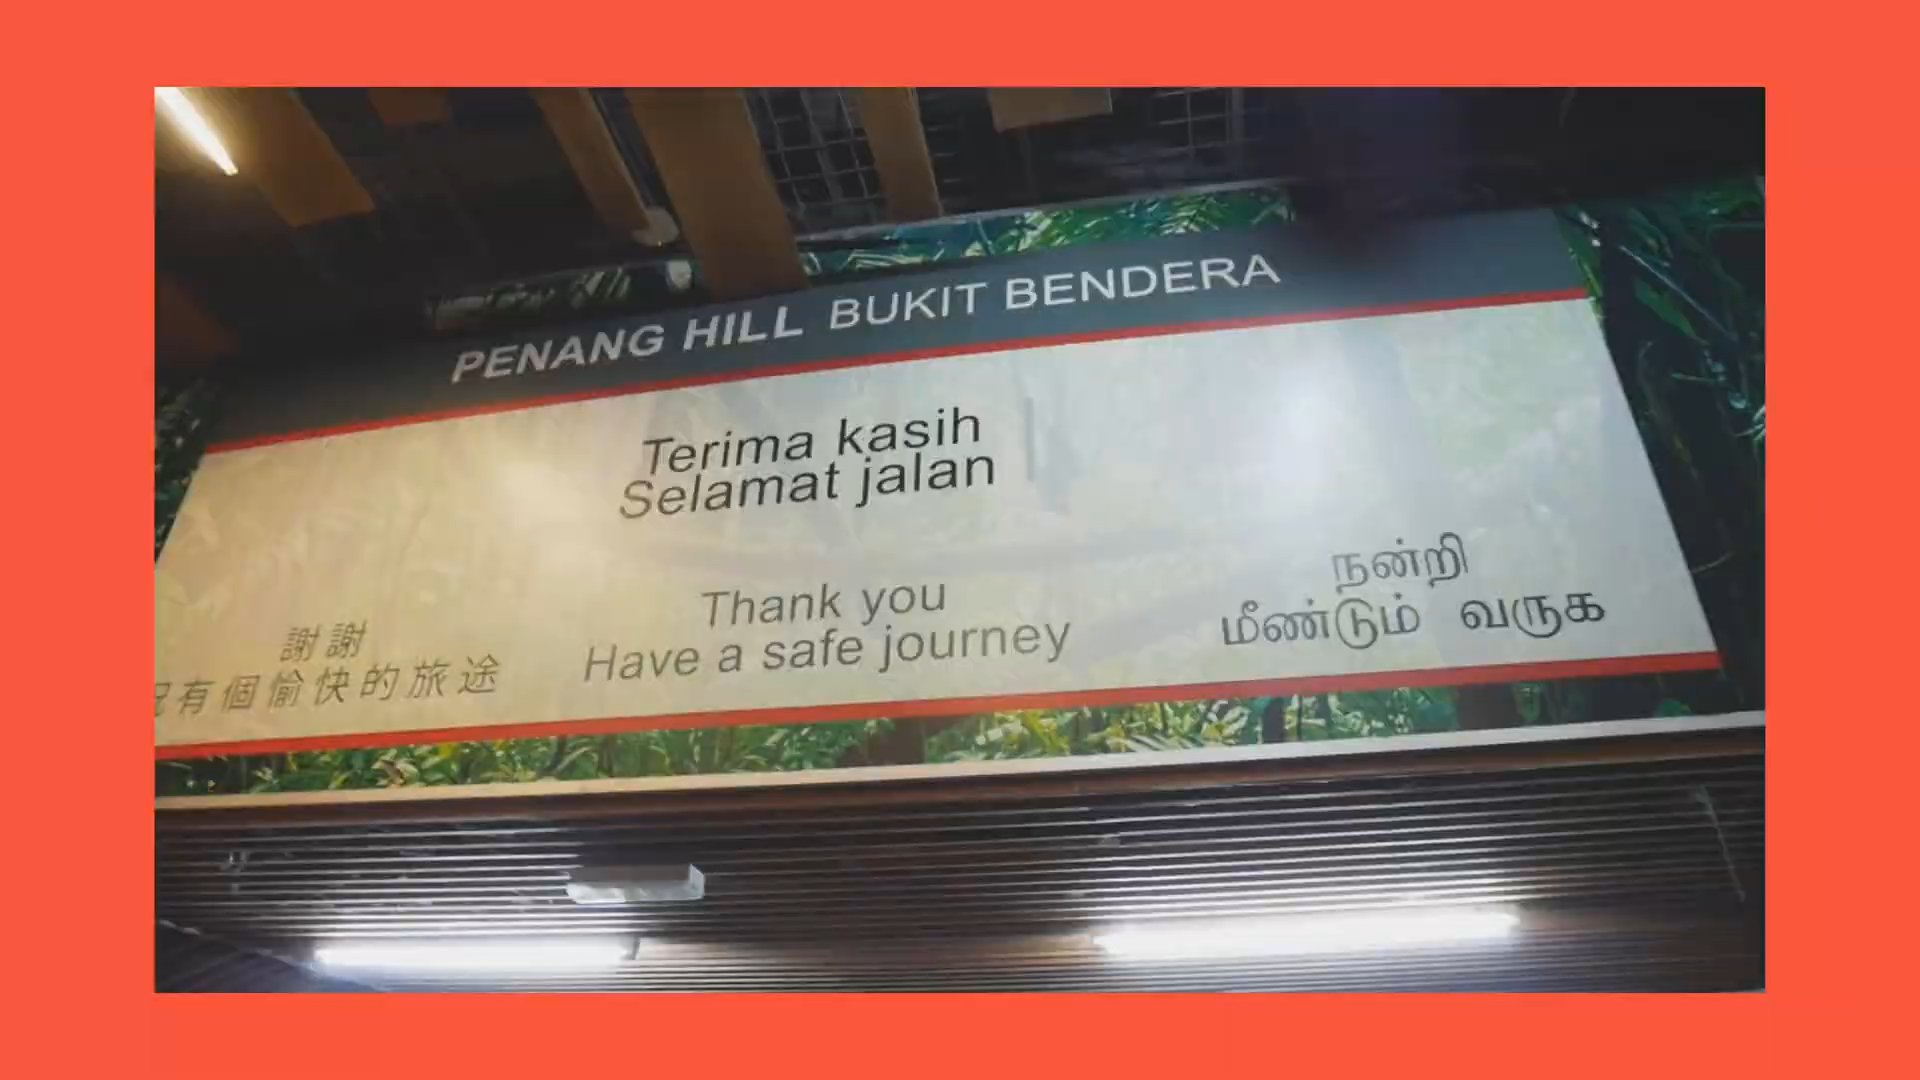 PENANG HILL BUKIT BENDERA
Terima kasih
Selamat jalan
謝謝
有個愉快的旅途
Thank you
Have a safe journey
நன்றி
மீண்டும் வருக